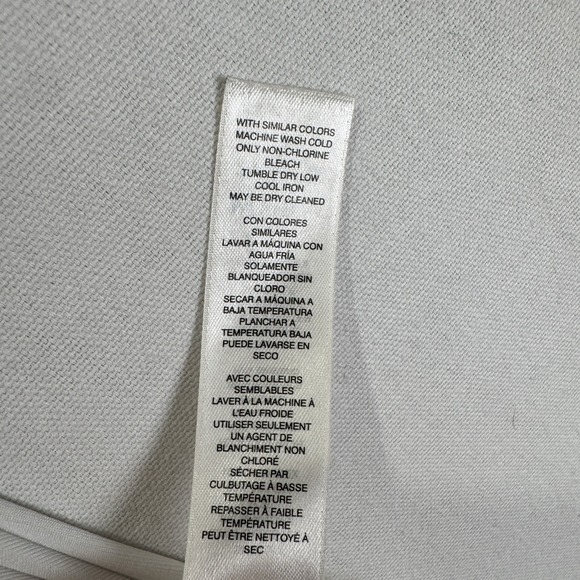 WITH SIMILAR COLORS
MACHINE WASH COLD
ONLY NON-CHLORINE
BLEACH
TUMBLE DRY LOW
COOL IRON
MAY BE DRY CLEANED
CON COLORES
SIMILARES
LAVAR A MÁQUINA CON
AGUA FRÍA
SOLAMENTE
BLANQUEADOR SIN
CLORO
SECAR A MÁQUINA A
BAJA TEMPERATURA
PLANCHAR A
TEMPERATURA BAJA
PUEDE LAVARSE EN
SECO
AVEC COULEURS
SEMBLABLES
LAVER À LA MACHINE À
L'EAU FROIDE
UTILISER SEULEMENT
UN AGENT DE
BLANCHIMENT NON
CHLORÉ
SÉCHER PAR
CULBUTAGE À BASSE
TEMPÉRATURE
REPASSER À FAIBLE
TEMPÉRATURE
PEUT ÊTRE NETTOYÉ À
SEC